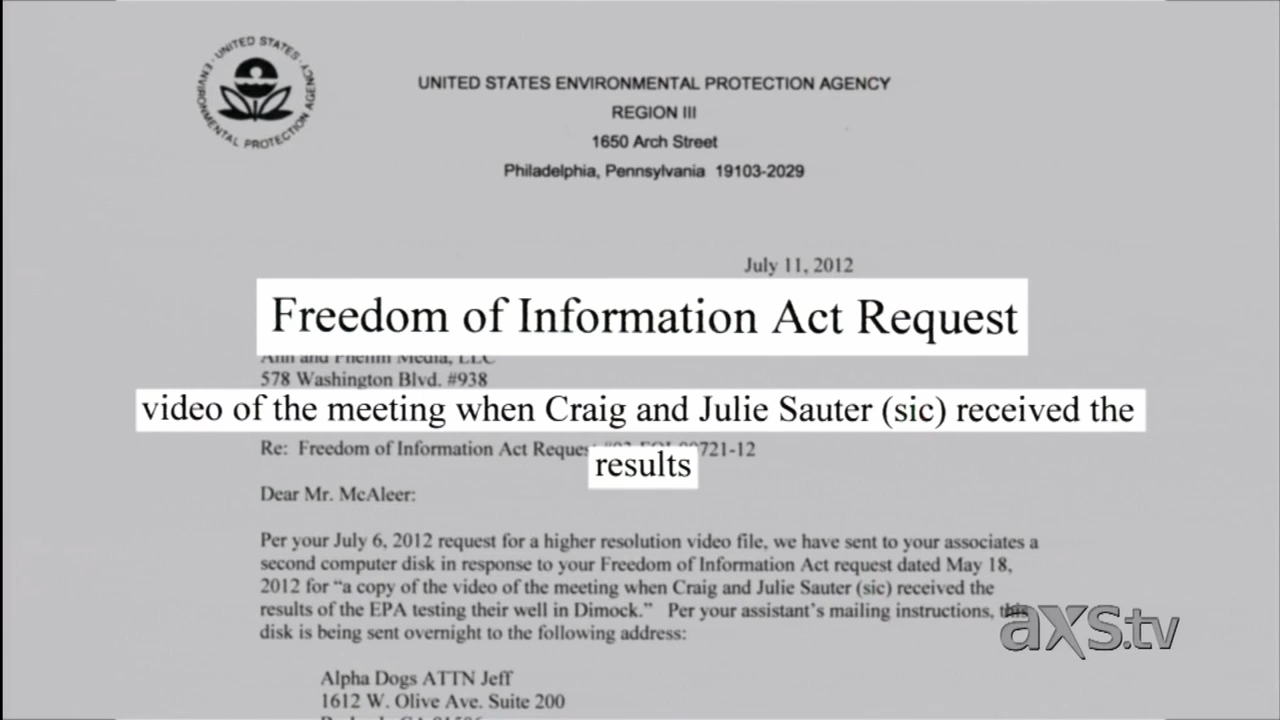 UNITED STATES ENVIRONMENTAL PROTECTION AGENCY
UNITED STATES ENVIRONMENTAL PROTECTION AGENCY
REGION III
1650 Arch Street
Philadelphia, Pennsylvania 19103-2029
July 11, 2012
Freedom of Information Act Request
Ann and Phelim Media, LLC
578 Washington Blvd. #938
video of the meeting when Craig and Julie Sauter (sic) received the
Re: Freedom of Information Act Request 721-12
results
Dear Mr. McAleer:
Per your July 6, 2012 request for a higher resolution video file, we have sent to your associates a
second computer disk in response to your Freedom of Information Act request dated May 18,
2012 for “a copy of the video of the meeting when Craig and Julie Sauter (sic) received the
results of the EPA testing their well in Dimock.” Per your assistant’s mailing instructions, this
disk is being sent overnight to the following address:
axs.tv
Alpha Dogs ATTN Jeff
1612 W. Olive Ave. Suite 200